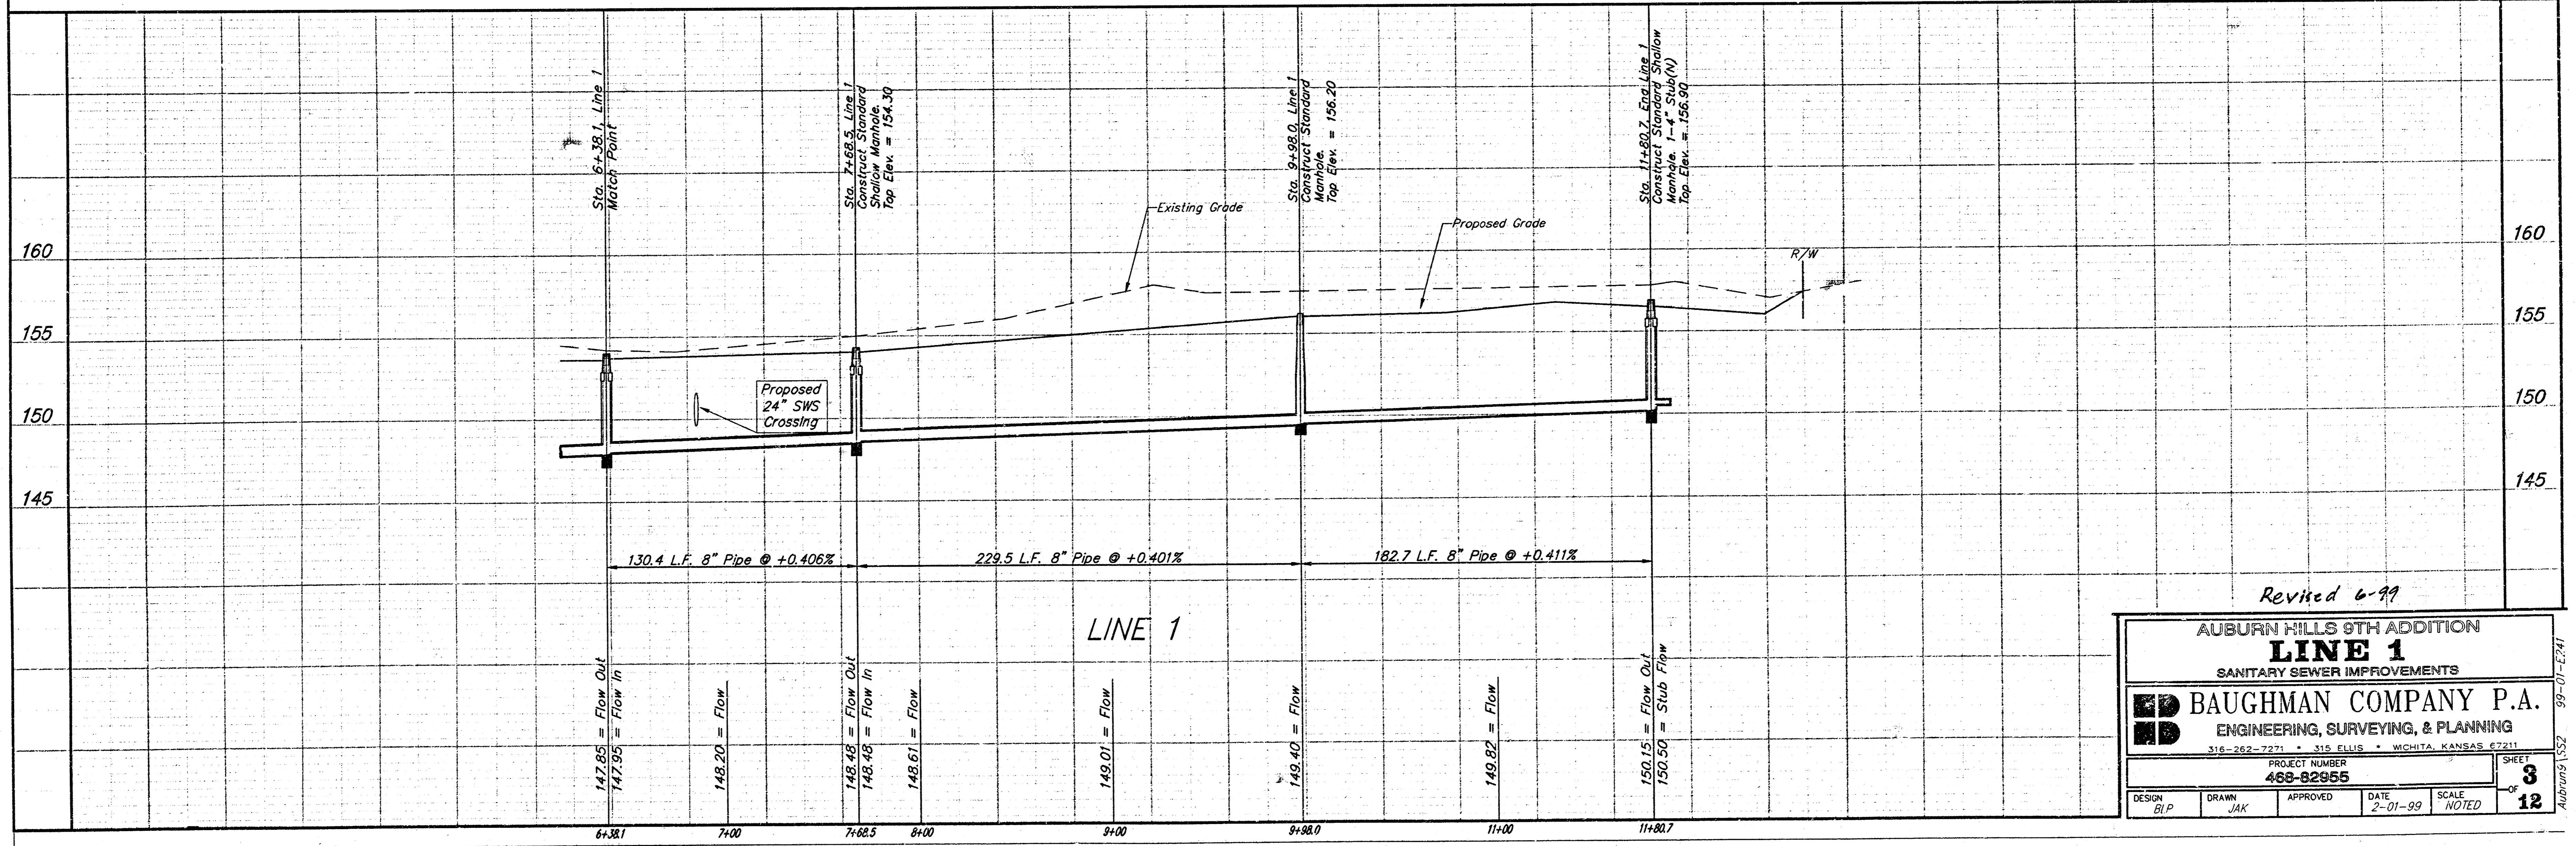 Sta. 6+38.1, Line 1
Match Point
Sta. 7+68.5, Line 1
Construct Standard
Shallow Manhole.
Top Elev. = 154.30
Sta. 9+98.0, Line 1
Construct Standard
Manhole.
Top Elev. = 156.20
Sta. 11+80.7, End Line 1
Construct Standard Shallow
Manhole. 1-4" Stub(N)
Top Elev. = 156.90
Existing Grade
Proposed Grade
R/W
160
160
155
155
150
150
145
145
Proposed
24" SWS
Crossing
130.4 L.F. 8" Pipe @ +0.406%
229.5 L.F. 8" Pipe @ +0.401%
182.7 L.F. 8" Pipe @ +0.411%
LINE 1
147.85 = Flow Out
147.95 = Flow In
148.20 = Flow
148.48 = Flow Out
148.48 = Flow In
148.61 = Flow
149.01 = Flow
149.40 = Flow
149.82 = Flow
150.15 = Flow Out
150.50 = Stub Flow
6+38.1
7+00
7+68.5
8+00
9+00
9+98.0
11+00
11+80.7
Revised 6-99
AUBURN HILLS 9TH ADDITION
LINE 1
SANITARY SEWER IMPROVEMENTS
BAUGHMAN COMPANY P.A.
ENGINEERING, SURVEYING, & PLANNING
316-262-7271 • 315 ELLIS • WICHITA, KANSAS 67211
PROJECT NUMBER
468-82955
SHEET
3
OF
12
DESIGN
BLP
DRAWN
JAK
APPROVED
DATE
2-01-99
SCALE
NOTED
99-01-E241